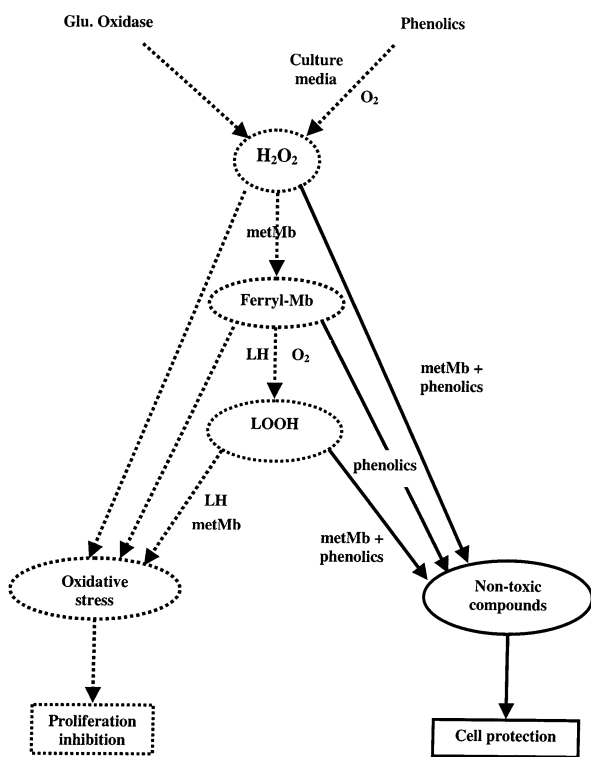 Glu. Oxidase
Phenolics
Culture
media
O₂
H₂O₂
metMb
Ferryl-Mb
LH
O₂
metMb +
phenolics
LOOH
phenolics
LH
metMb
metMb +
phenolics
Oxidative
stress
Non-toxic
compounds
Proliferation
inhibition
Cell protection